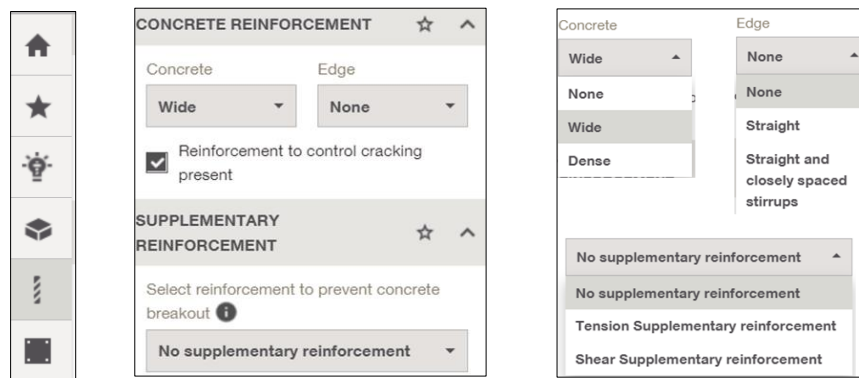 CONCRETE REINFORCEMENT
Concrete
Edge
Wide
None
Reinforcement to control cracking
present
SUPPLEMENTARY
REINFORCEMENT
Select reinforcement to prevent concrete
breakout
No supplementary reinforcement
Concrete
Edge
Wide
None
None
Wide
Dense
None
Straight
Straight and
closely spaced
stirrups
No supplementary reinforcement
No supplementary reinforcement
Tension Supplementary reinforcement
Shear Supplementary reinforcement